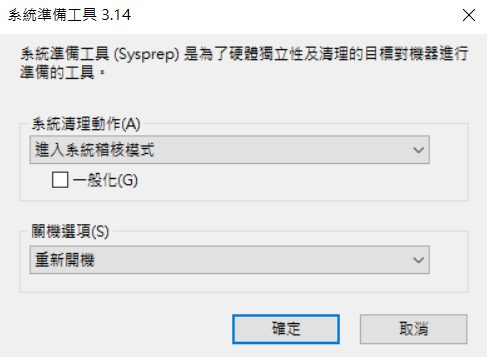 系統準備工具 3.14
系統準備工具 (Sysprep) 是為了硬體獨立性及清理的目標對機器進行
準備的工具。
系統清理動作(A)
進入系統稽核模式
一般化(G)
關機選項(S)
重新開機
確定
取消